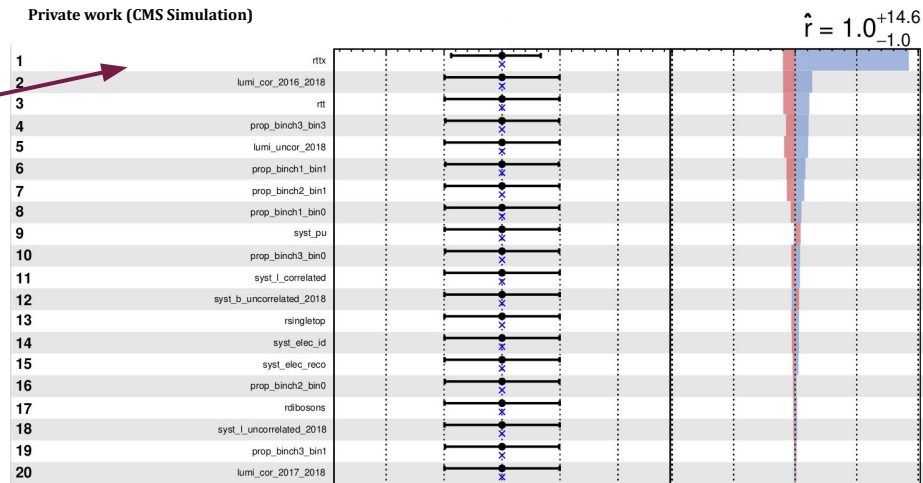 Private work (CMS Simulation)
r̂ = 1.0 +14.6 −1.0
1 rttx
2 lumi_cor_2016_2018
3 rtt
4 prop_binch3_bin3
5 lumi_uncor_2018
6 prop_binch1_bin1
7 prop_binch2_bin1
8 prop_binch1_bin0
9 syst_pu
10 prop_binch3_bin0
11 syst_l_correlated
12 syst_b_uncorrelated_2018
13 rsingletop
14 syst_elec_id
15 syst_elec_reco
16 prop_binch2_bin0
17 rdibosons
18 syst_l_uncorrelated_2018
19 prop_binch3_bin1
20 lumi_cor_2017_2018